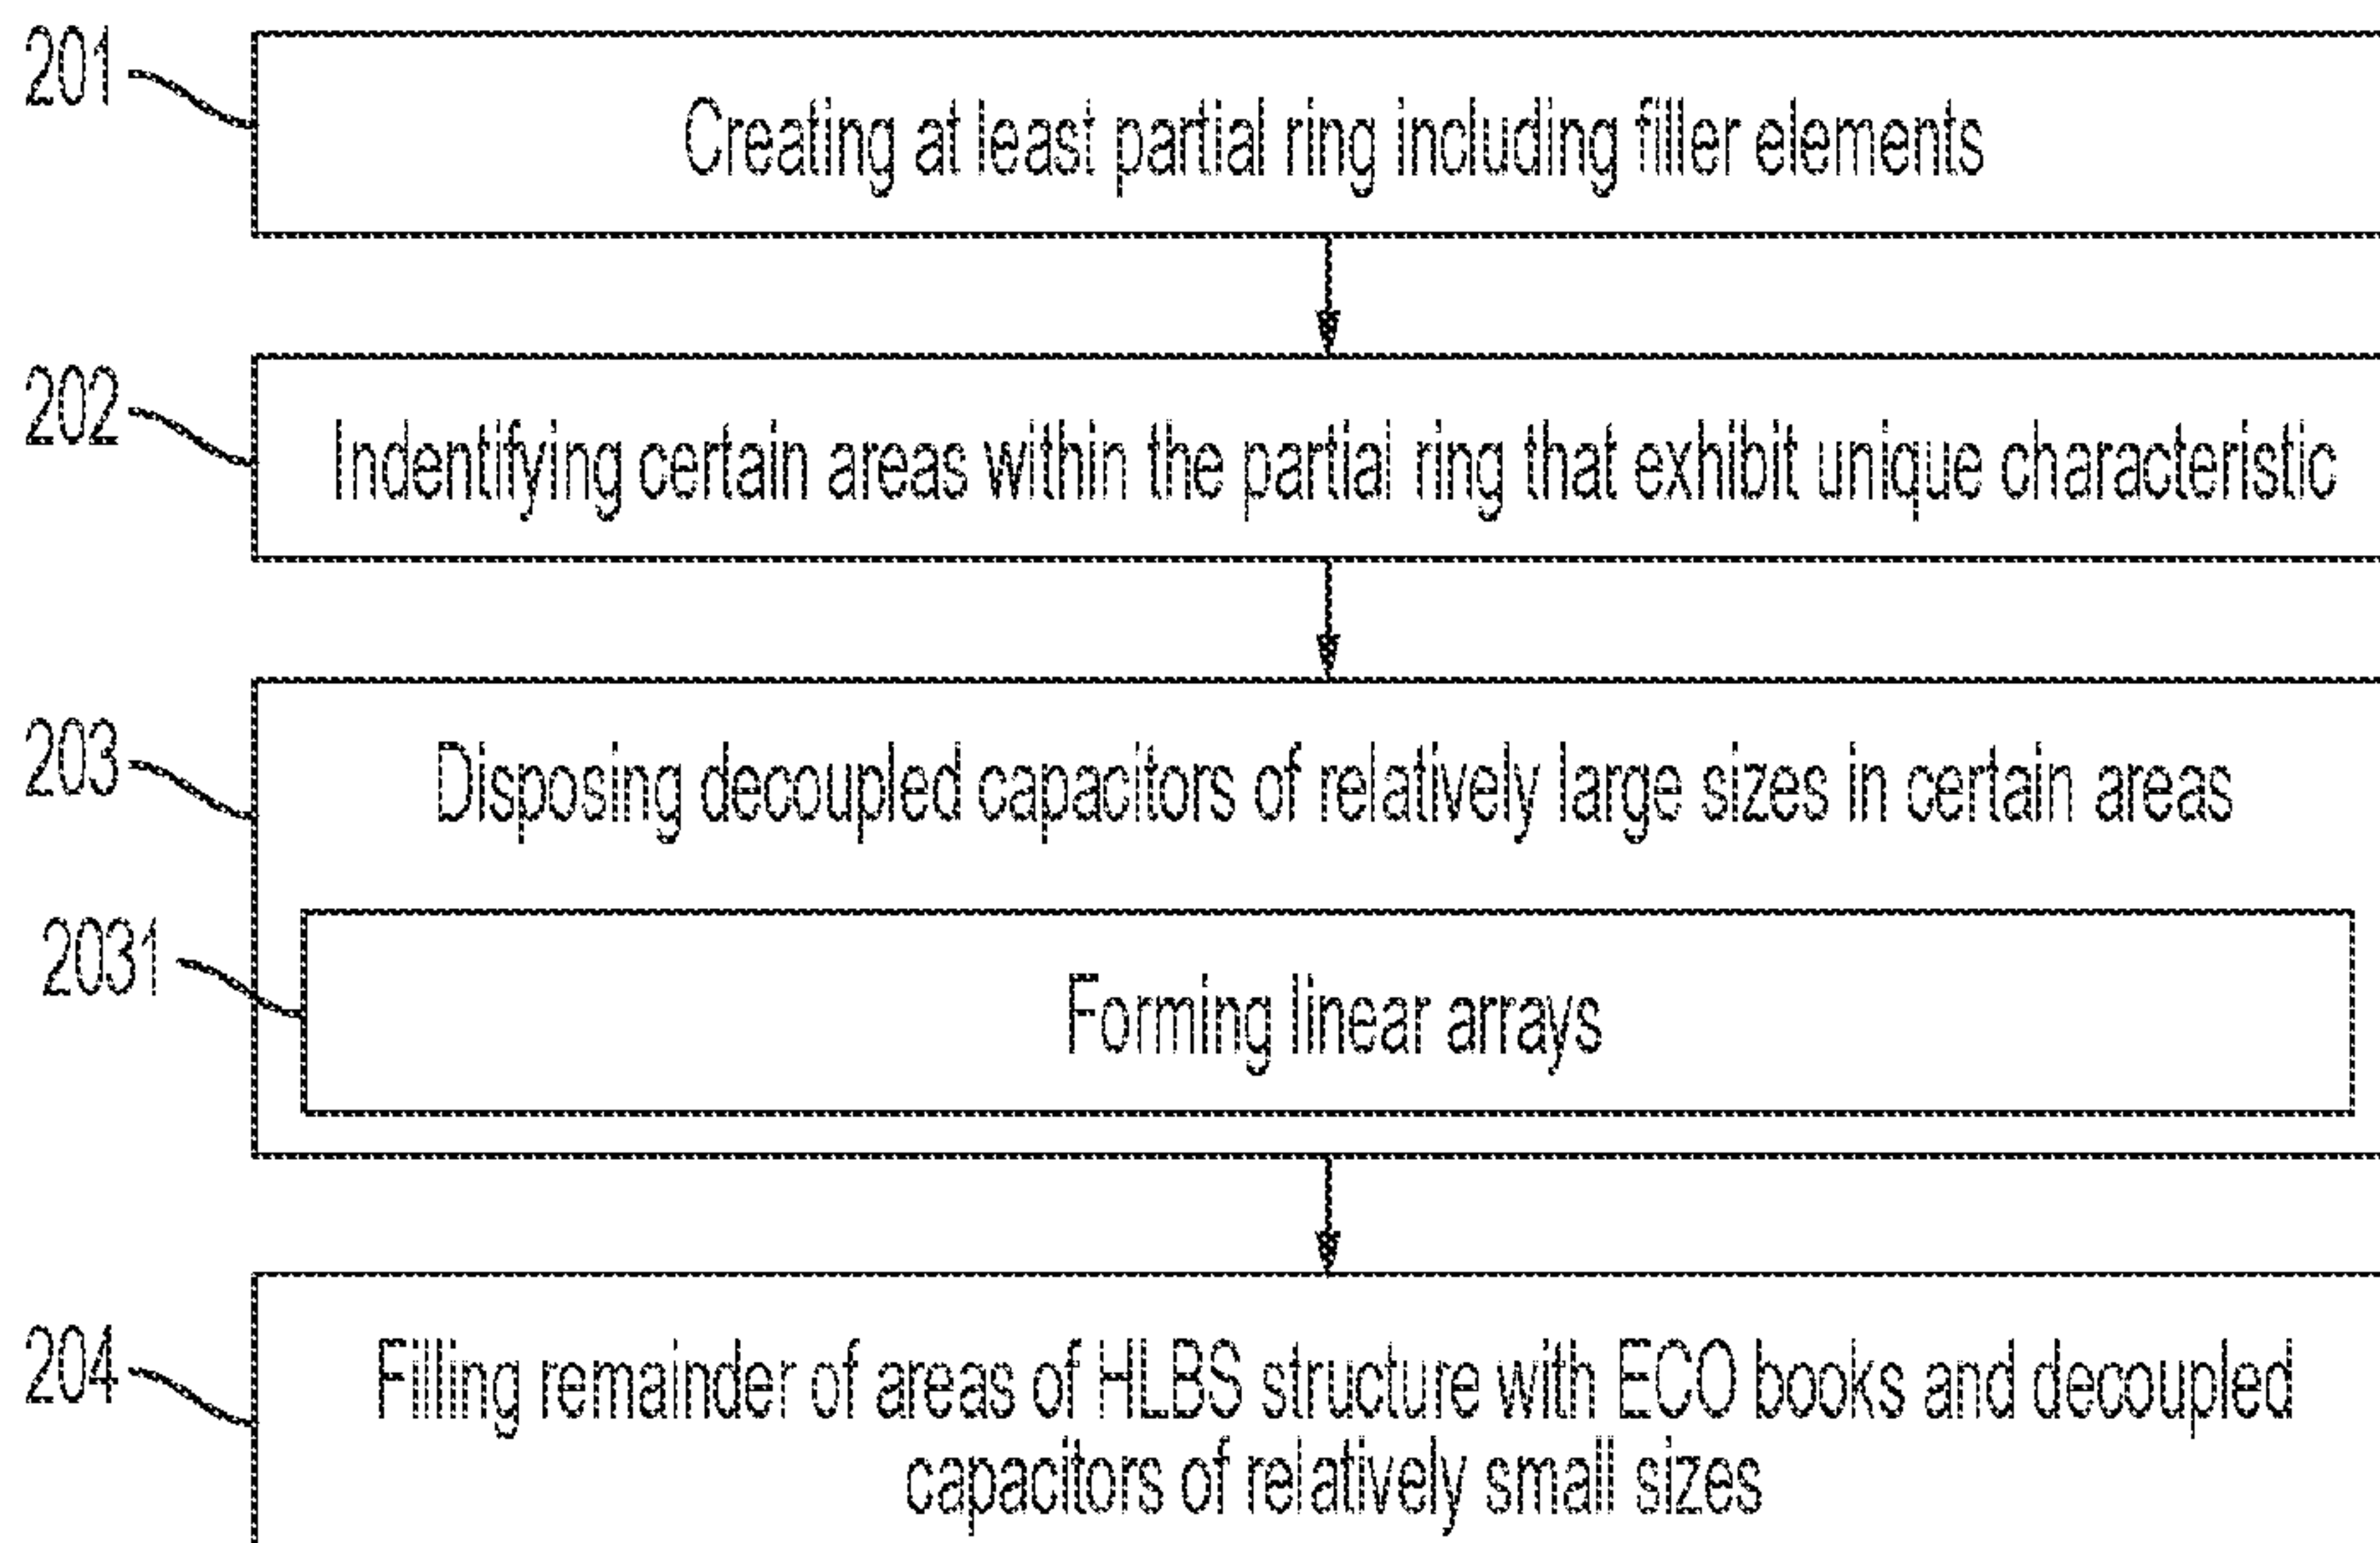 201
Creating at least partial ring including filler elements
202
Indentifying certain areas within the partial ring that exhibit unique characteristic
203
Disposing decoupled capacitors of relatively large sizes in certain areas
2031
Forming linear arrays
204
Filling remainder of areas of HLBS structure with ECO books and decoupled
capacitors of relatively small sizes